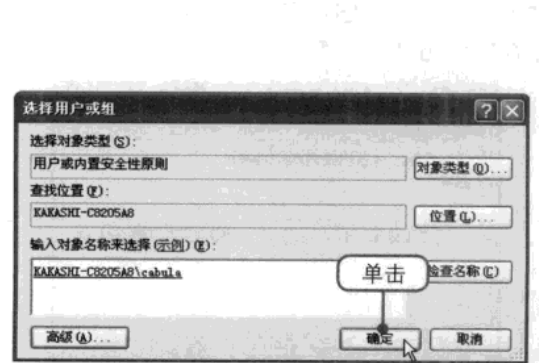 选择用户或组
选择对象类型(S):
用户或内置安全性原则
对象类型(O)...
查找位置(F):
KAKASHI-C8205A8
位置(L)...
输入对象名称来选择(示例)(E):
KAKASHI-C8205A8\cabula
单击
检查名称(C)
高级(A)...
确定
取消